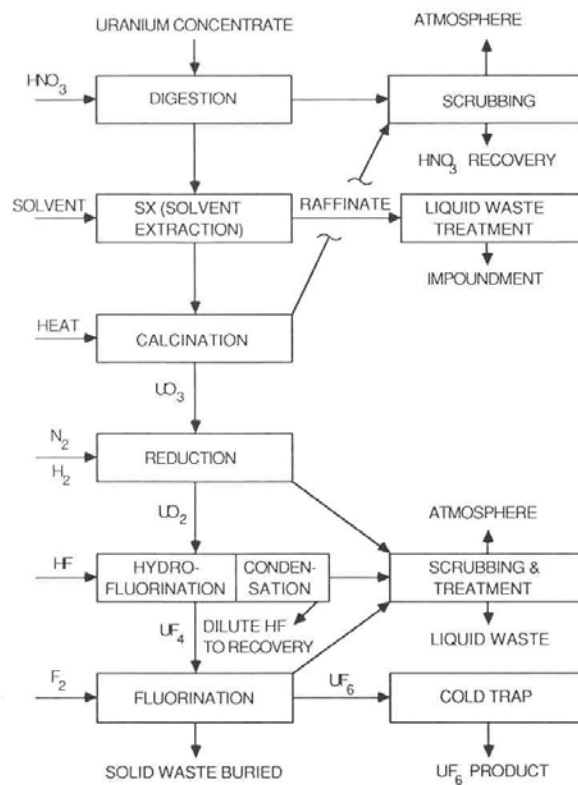 URANIUM CONCENTRATE
ATMOSPHERE
HNO3
DIGESTION
SCRUBBING
HNO3 RECOVERY
SOLVENT
SX (SOLVENT
EXTRACTION)
RAFFINATE
LIQUID WASTE
TREATMENT
IMPOUNDMENT
HEAT
CALCINATION
UO3
N2
H2
REDUCTION
UO2
ATMOSPHERE
HF
HYDRO-
FLUORINATION
CONDEN-
SATION
SCRUBBING &
TREATMENT
UF4
DILUTE HF
TO RECOVERY
LIQUID WASTE
F2
FLUORINATION
UF6
COLD TRAP
SOLID WASTE BURIED
UF6 PRODUCT